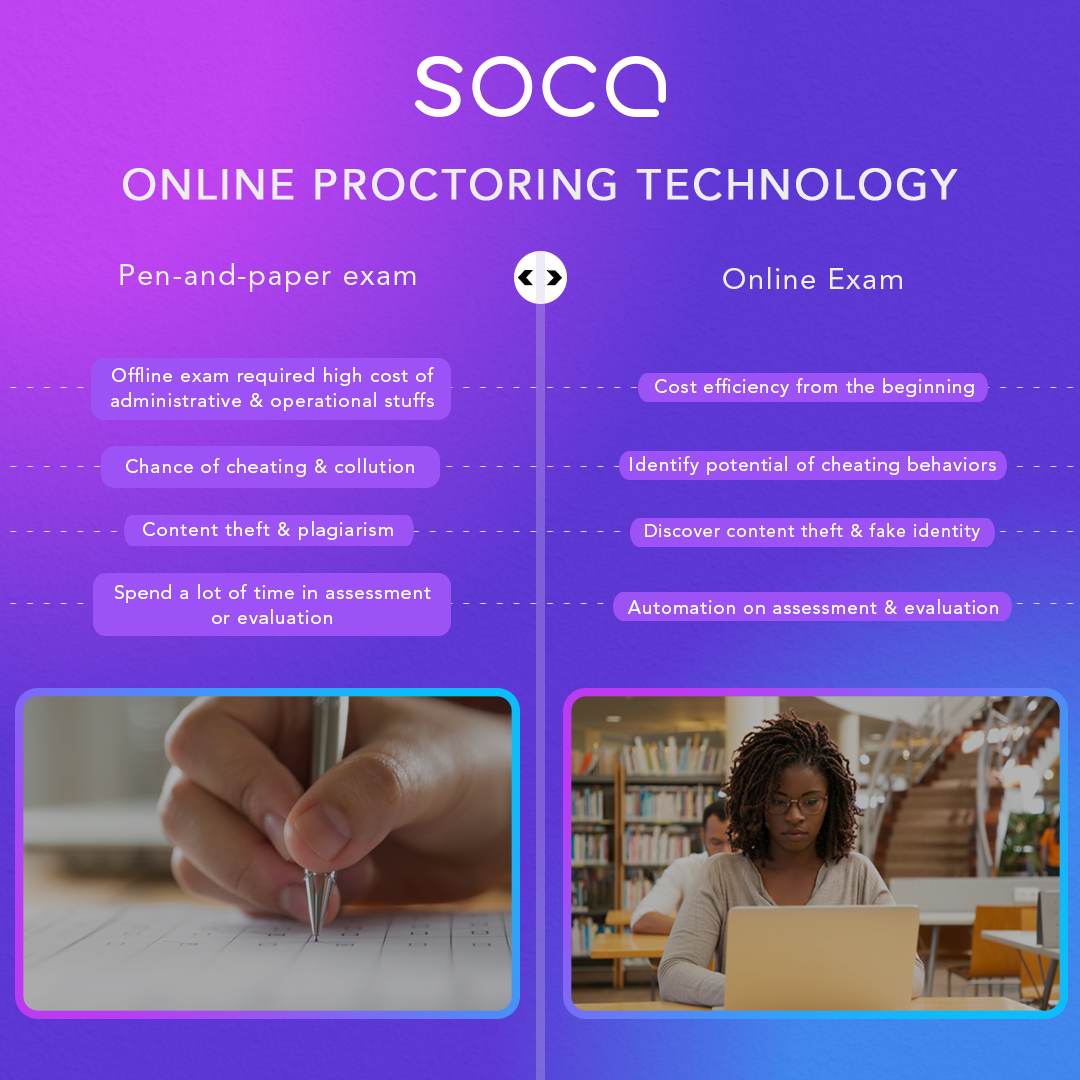 SOCA
ONLINE PROCTORING TECHNOLOGY
Pen-and-paper exam
Online Exam
Offline exam required high cost of
administrative & operational stuffs
Cost efficiency from the beginning
Chance of cheating & collution
Identify potential of cheating behaviors
Content theft & plagiarism
Discover content theft & fake identity
Spend a lot of time in assessment
or evaluation
Automation on assessment & evaluation